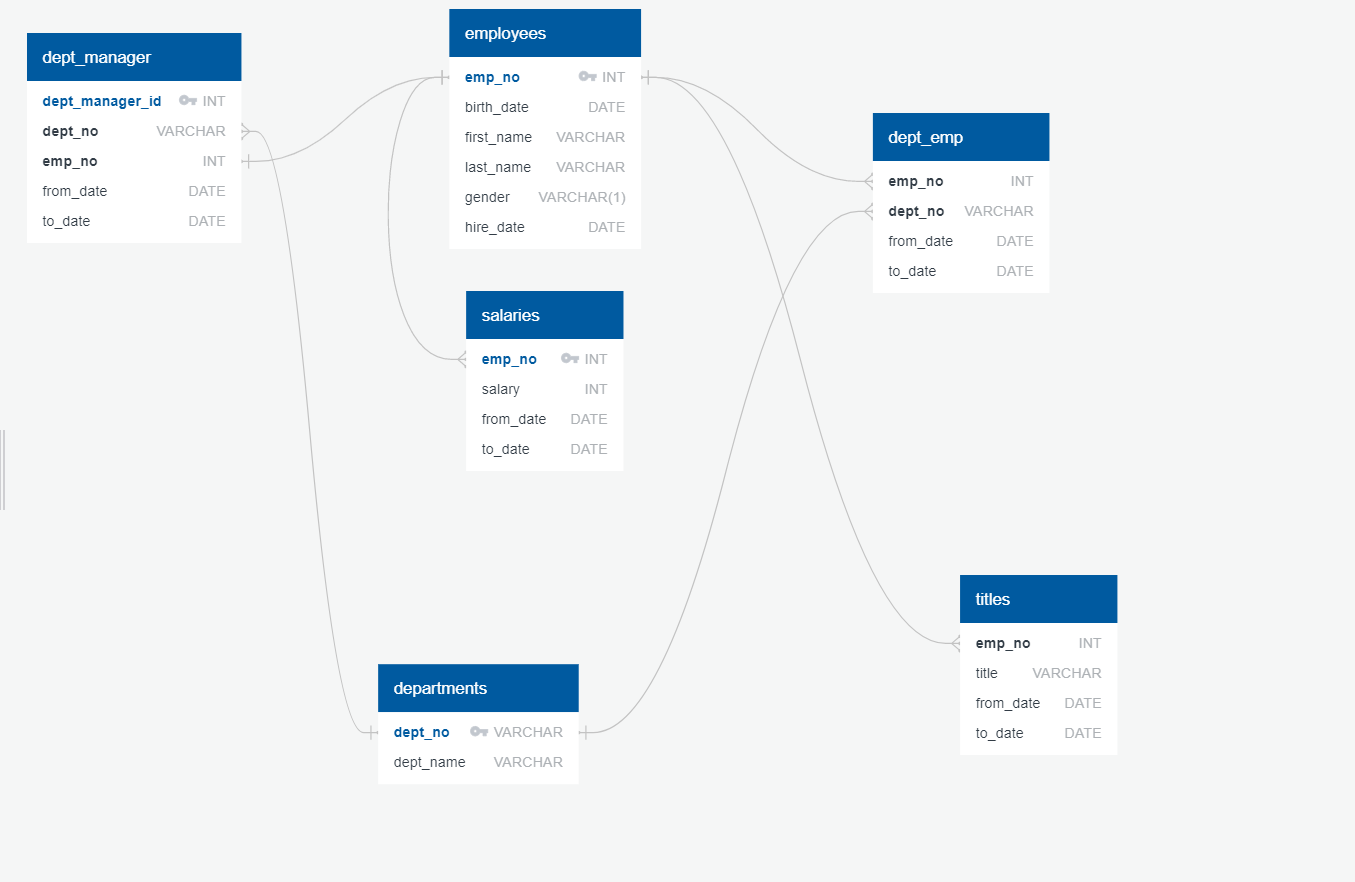 dept_manager
dept_manager_id INT
dept_no VARCHAR
emp_no INT
from_date DATE
to_date DATE
employees
emp_no INT
birth_date DATE
first_name VARCHAR
last_name VARCHAR
gender VARCHAR(1)
hire_date DATE
dept_emp
emp_no INT
dept_no VARCHAR
from_date DATE
to_date DATE
salaries
emp_no INT
salary INT
from_date DATE
to_date DATE
titles
emp_no INT
title VARCHAR
from_date DATE
to_date DATE
departments
dept_no VARCHAR
dept_name VARCHAR